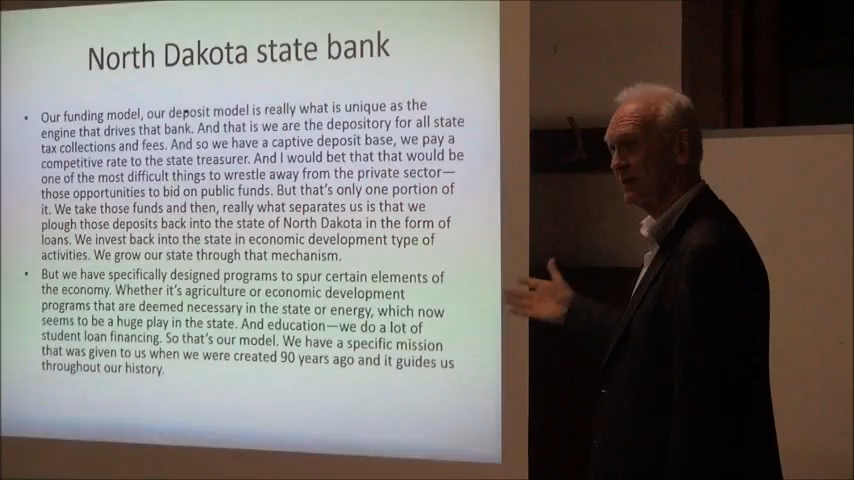 North Dakota state bank
• Our funding model, our deposit model is really what is unique as the
engine that drives that bank. And that is we are the depository for all state
tax collections and fees. And so we have a captive deposit base, we pay a
competitive rate to the state treasurer. And I would bet that that would be
one of the most difficult things to wrestle away from the private sector—
those opportunities to bid on public funds. But that's only one portion of
it. We take those funds and then, really what separates us is that we
plough those deposits back into the state of North Dakota in the form of
loans. We invest back into the state in economic development type of
activities. We grow our state through that mechanism.
• But we have specifically designed programs to spur certain elements of
the economy. Whether it's agriculture or economic development
programs that are deemed necessary in the state or energy, which now
seems to be a huge play in the state. And education—we do a lot of
student loan financing. So that's our model. We have a specific mission
that was given to us when we were created 90 years ago and it guides us
throughout our history.